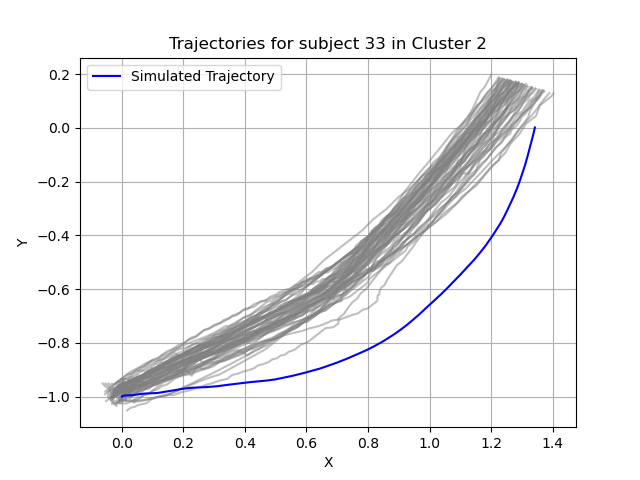 Trajectories for subject 33 in Cluster 2
Simulated Trajectory
0.2
0.0
−0.2
−0.4
−0.6
−0.8
−1.0
Y
0.0 0.2 0.4 0.6 0.8 1.0 1.2 1.4
X